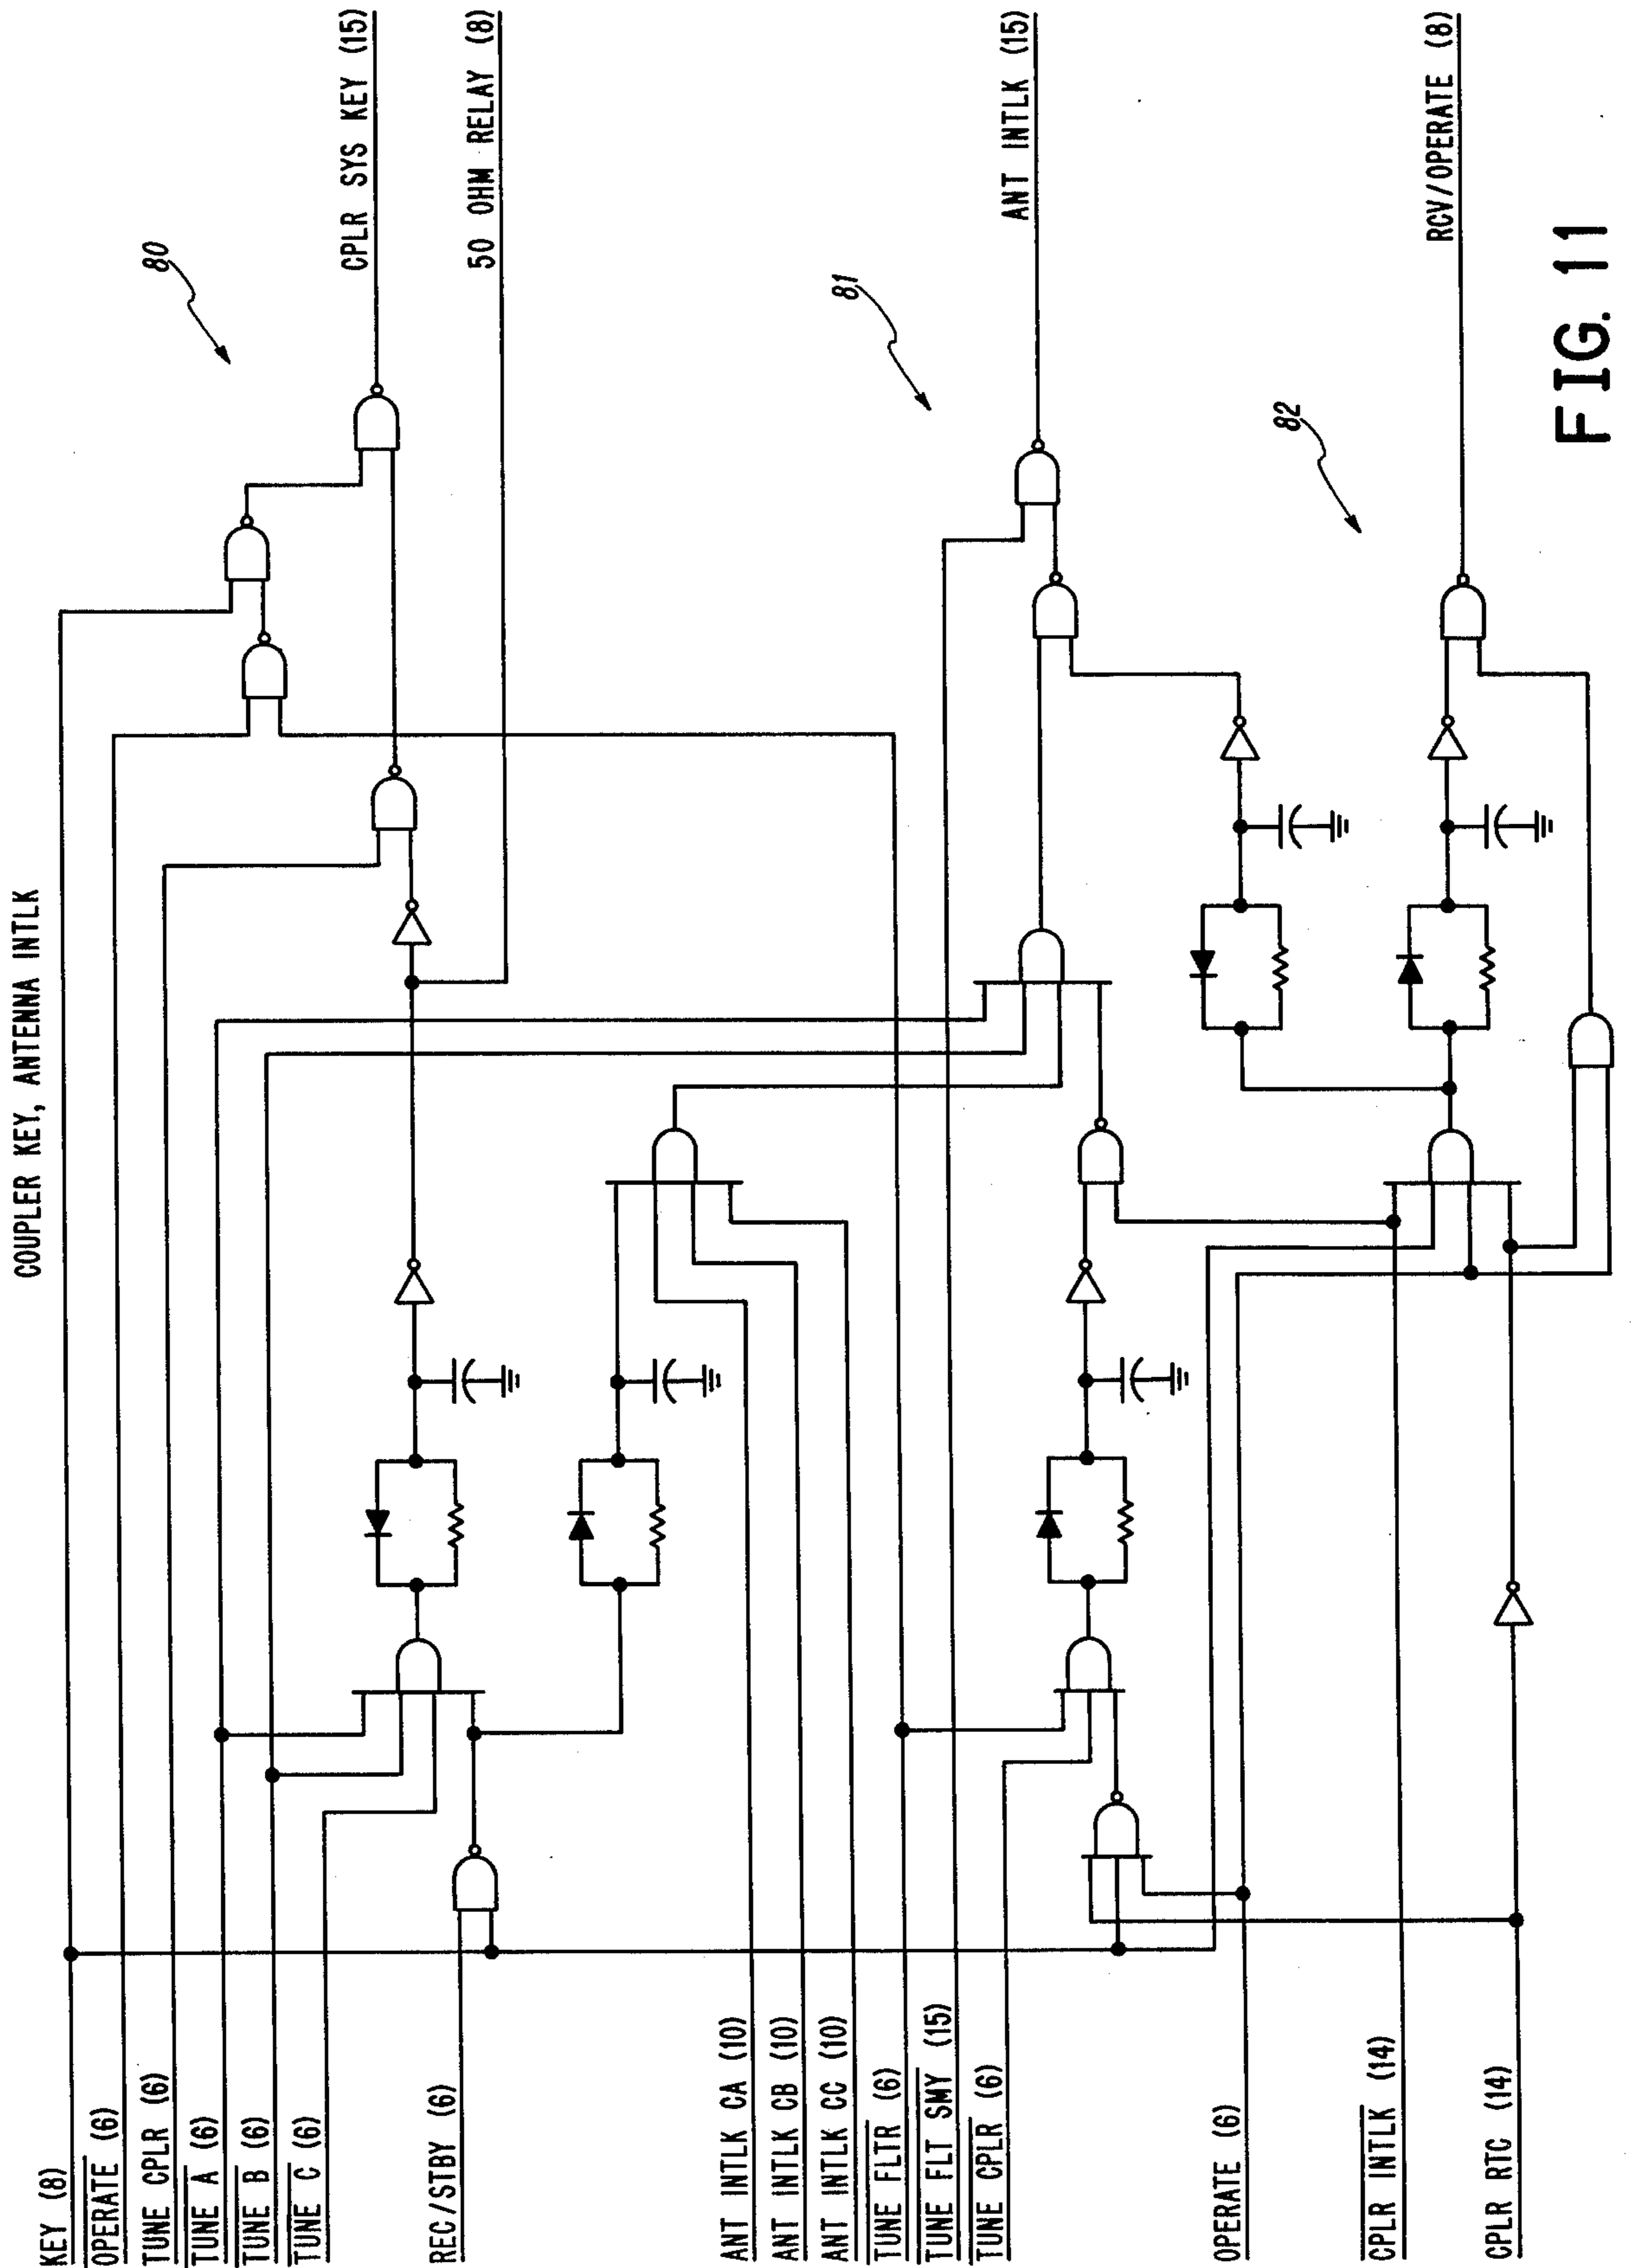 COUPLER KEY, ANTENNA INTLK
KEY (8)
OPERATE (6)
TUNE CPLR (6)
TUNE A (6)
TUNE B (6)
TUNE C (6)
REC/STBY (6)
ANT INTLK CA (10)
ANT INTLK CB (10)
ANT INTLK CC (10)
TUNE FLTR (6)
TUNE FLT SMY (15)
TUNE CPLR (6)
OPERATE (6)
CPLR INTLK (14)
CPLR RTC (14)
80
CPLR SYS KEY (15)
50 OHM RELAY (8)
81
ANT INTLK (15)
82
RCV/OPERATE (8)
FIG. 11